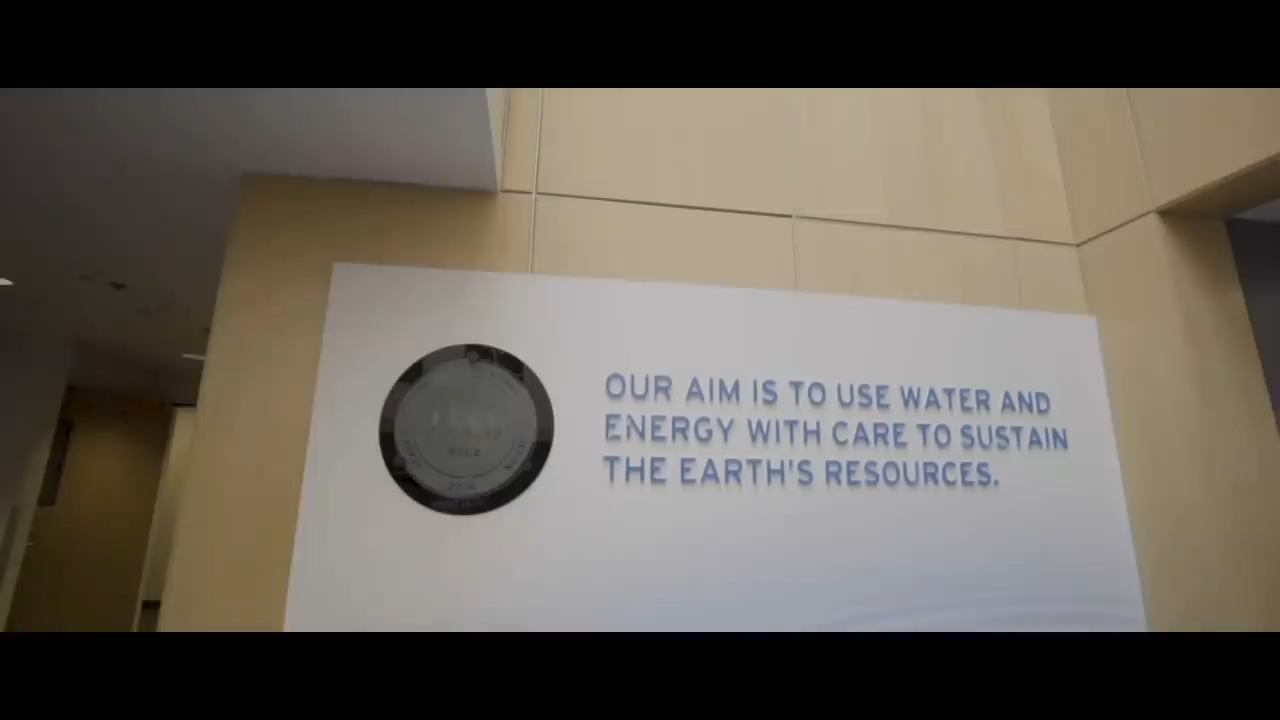 GOLD
OUR AIM IS TO USE WATER AND
ENERGY WITH CARE TO SUSTAIN
THE EARTH'S RESOURCES.